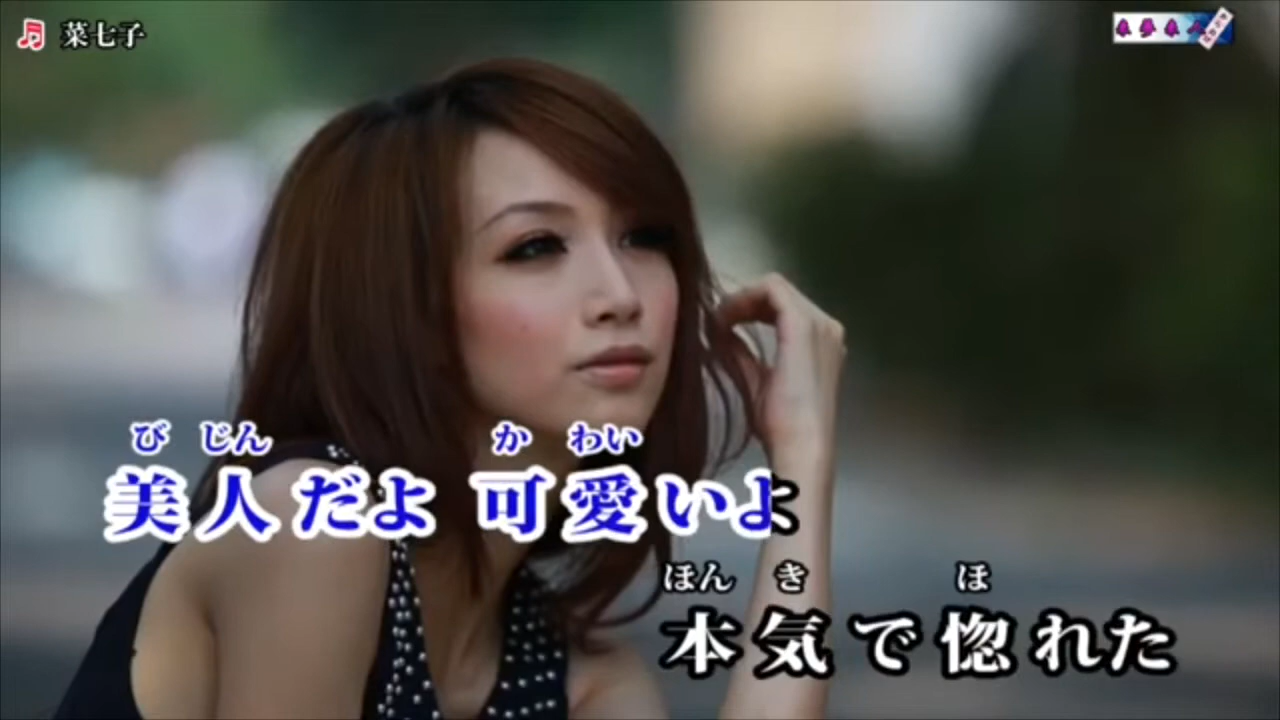 菜七子
びじん かわい
美人だよ 可愛いよ
ほんき ほ
本気で惚れた